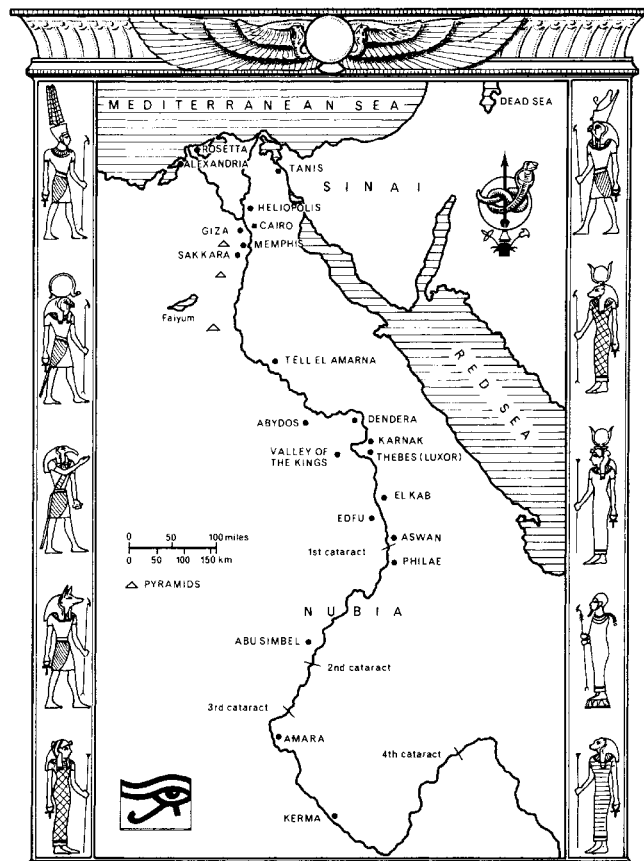 MEDITERRANEAN SEA
DEAD SEA
ROSETTA
ALEXANDRIA
TANIS
SINAI
HELIOPOLIS
CAIRO
GIZA
MEMPHIS
SAKKARA
Faiyum
RED SEA
TELL EL AMARNA
ABYDOS
DENDERA
KARNAK
VALLEY OF
THE KINGS
THEBES (LUXOR)
EL KAB
EDFU
0 50 100 miles
ASWAN
1st cataract
0 50 100 150 km
PHILAE
PYRAMIDS
NUBIA
ABU SIMBEL
2nd cataract
3rd cataract
AMARA
4th cataract
KERMA